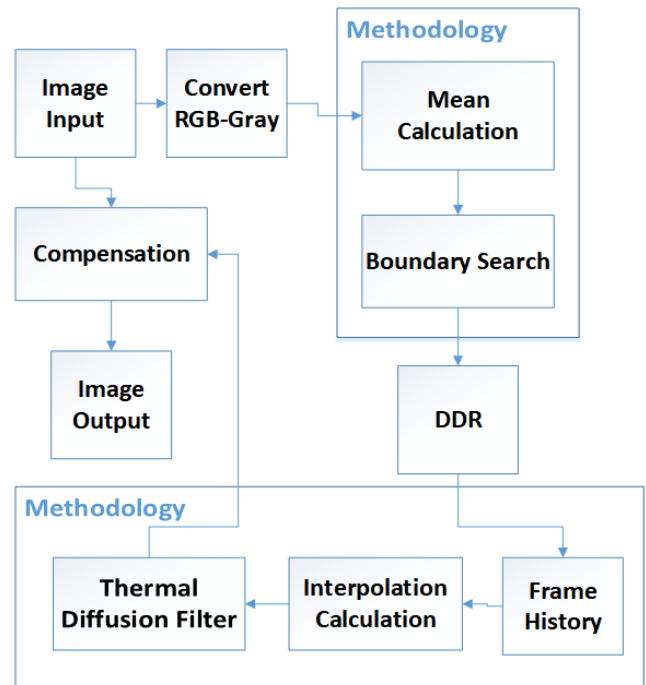 Methodology
Image
Input
Convert
RGB-Gray
Mean
Calculation
Compensation
Boundary Search
Image
Output
DDR
Methodology
Thermal
Diffusion Filter
Interpolation
Calculation
Frame
History